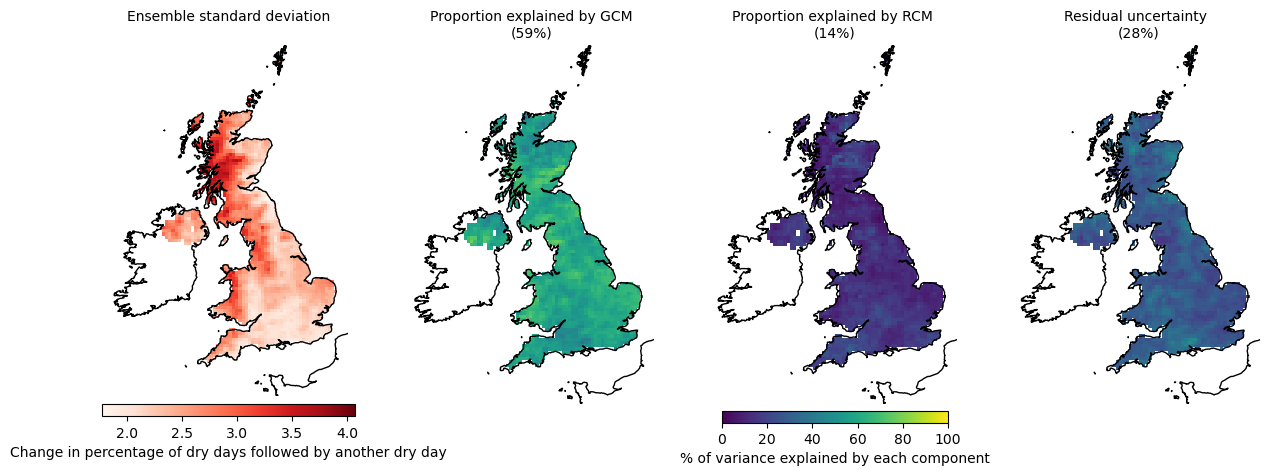 Ensemble standard deviation
Proportion explained by GCM
(59%)
Proportion explained by RCM
(14%)
Residual uncertainty
(28%)
2.0 2.5 3.0 3.5 4.0
Change in percentage of dry days followed by another dry day
0 20 40 60 80 100
% of variance explained by each component